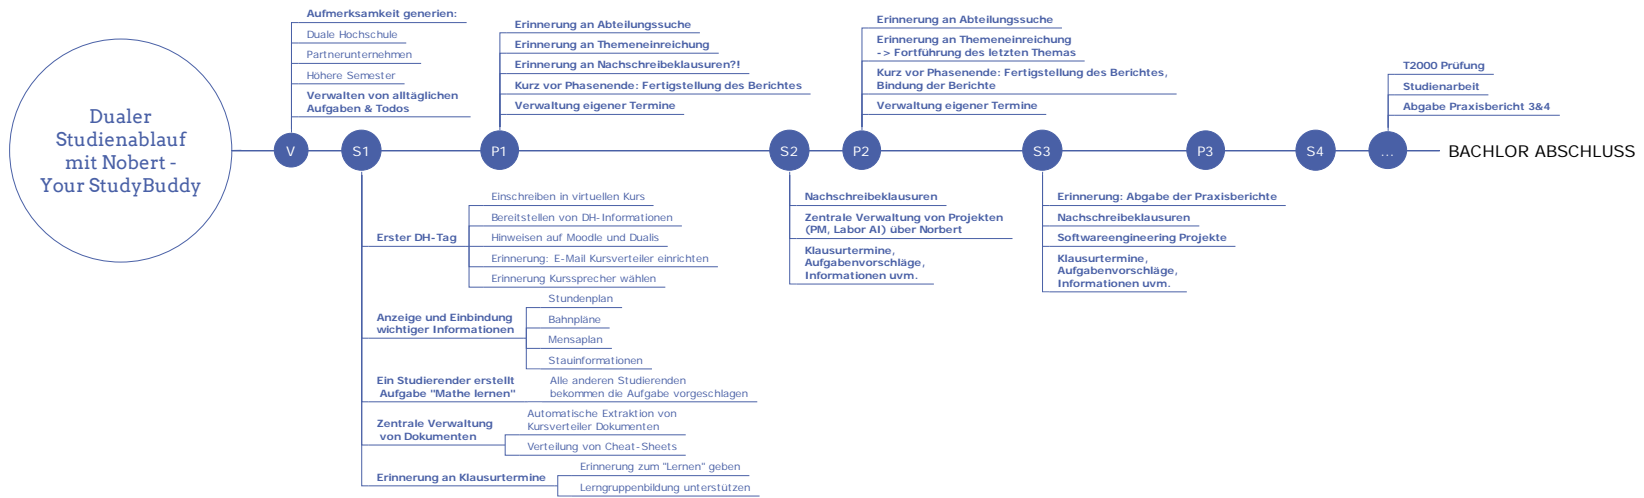 Dualer
Studienablauf
mit Nobert -
Your StudyBuddy
V
Aufmerksamkeit generien:
Duale Hochschule
Partnerunternehmen
Höhere Semester
Verwalten von alltäglichen
Aufgaben & Todos
S1
Erster DH-Tag
Einschreiben in virtuellen Kurs
Bereitstellen von DH-Informationen
Hinweisen auf Moodle und Dualis
Erinnerung: E-Mail Kursverteiler einrichten
Erinnerung Kurssprecher wählen
Anzeige und Einbindung
wichtiger Informationen
Stundenplan
Bahnpläne
Mensaplan
Stauinformationen
Ein Studierender erstellt
Aufgabe "Mathe lernen"
Alle anderen Studierenden
bekommen die Aufgabe vorgeschlagen
Zentrale Verwaltung
von Dokumenten
Automatische Extraktion von
Kursverteiler Dokumenten
Verteilung von Cheat-Sheets
Erinnerung an Klausurtermine
Erinnerung zum "Lernen" geben
Lerngruppenbildung unterstützen
P1
Erinnerung an Abteilungssuche
Erinnerung an Themeneinreichung
Erinnerung an Nachschreibeklausuren?!
Kurz vor Phasenende: Fertigstellung des Berichtes
Verwaltung eigener Termine
S2
Nachschreibeklausuren
Zentrale Verwaltung von Projekten
(PM, Labor AI) über Norbert
Klausurtermine,
Aufgabenvorschläge,
Informationen uvm.
P2
Erinnerung an Abteilungssuche
Erinnerung an Themeneinreichung
-> Fortführung des letzten Themas
Kurz vor Phasenende: Fertigstellung des Berichtes,
Bindung der Berichte
Verwaltung eigener Termine
S3
Erinnerung: Abgabe der Praxisberichte
Nachschreibeklausuren
Softwareengineering Projekte
Klausurtermine,
Aufgabenvorschläge,
Informationen uvm.
P3
S4
...
T2000 Prüfung
Studienarbeit
Abgabe Praxisbericht 3&4
BACHLOR ABSCHLUSS